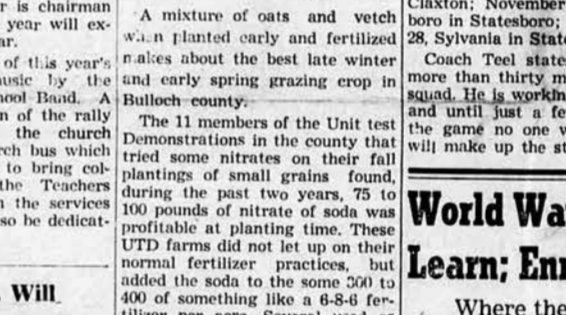 r is chairman
year will ex-
ar.
of this year's
music by the
hool Band. A
n of the rally
the church
rch bus which
to bring col-
the Teachers
n the services
so be dedicat-
Will
A mixture of oats and vetch
when planted early and fertilized
makes about the best late winter
and early spring grazing crop in
Bulloch county.
The 11 members of the Unit test
Demonstrations in the county that
tried some nitrates on their fall
plantings of small grains found,
during the past two years, 75 to
100 pounds of nitrate of soda was
profitable at planting time. These
UTD farms did not let up on their
normal fertilizer practices, but
added the soda to the some 300 to
400 of something like a 6-8-6 fer-
Claxton; November
boro in Statesboro;
28, Sylvania in State
Coach Teel state
more than thirty m
squad. He is workin
and until just a fe
the game no one w
will make up the st
World Wa
Learn; En
Where the